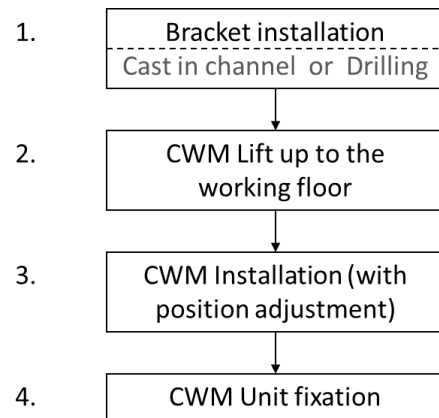 1. Bracket installation
Cast in channel or Drilling
2. CWM Lift up to the
working floor
3. CWM Installation (with
position adjustment)
4. CWM Unit fixation